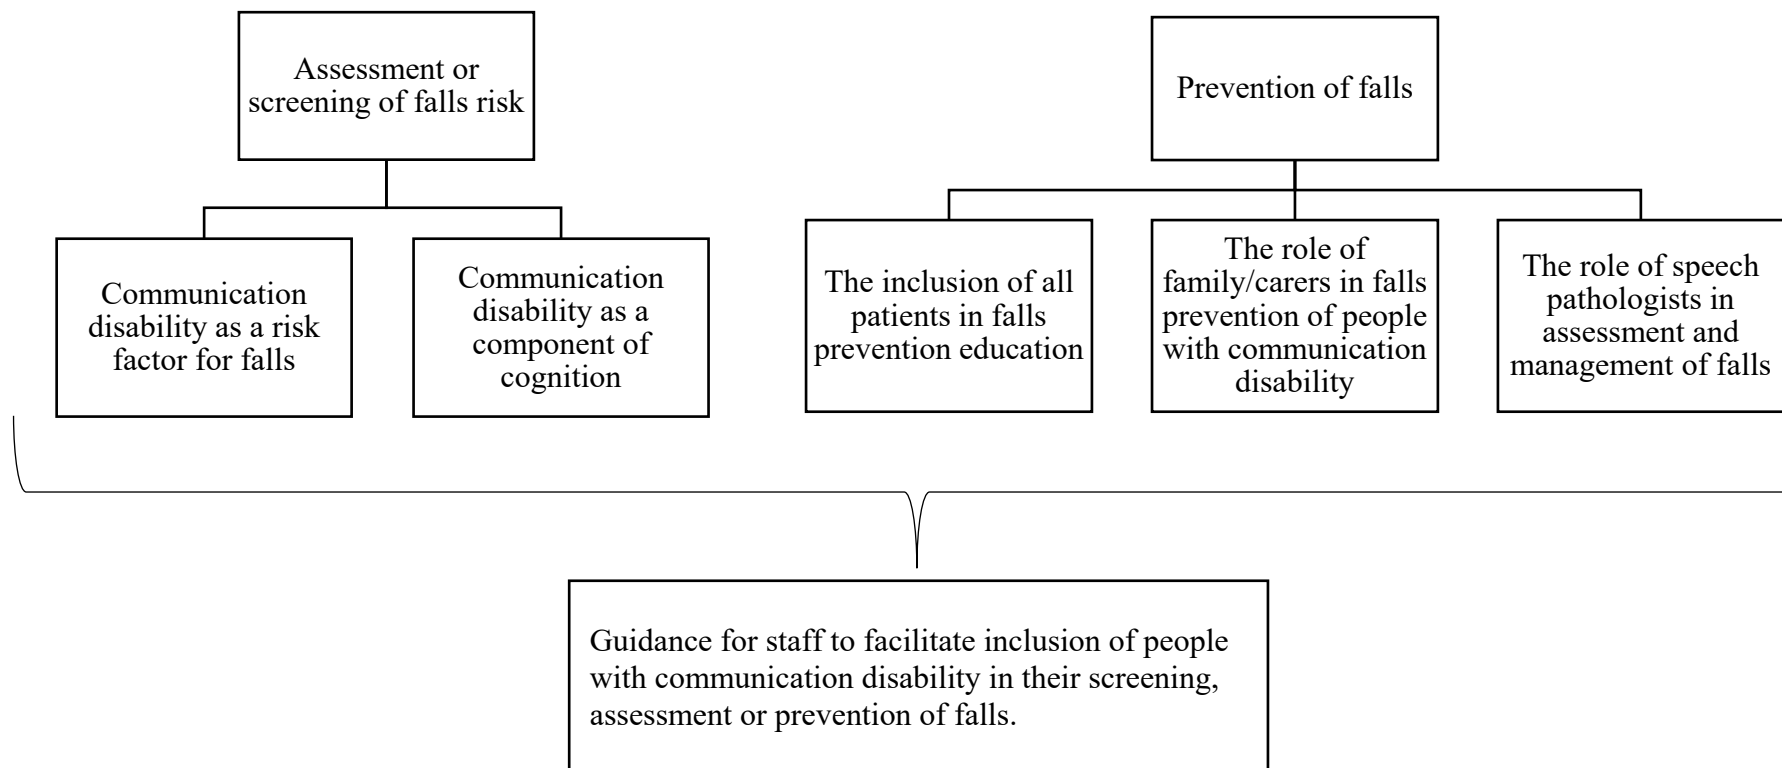 Assessment or
screening of falls risk
Prevention of falls
Communication
disability as a risk
factor for falls
Communication
disability as a
component of
cognition
The inclusion of all
patients in falls
prevention education
The role of
family/carers in falls
prevention of people
with communication
disability
The role of speech
pathologists in
assessment and
management of falls
Guidance for staff to facilitate inclusion of people
with communication disability in their screening,
assessment or prevention of falls.